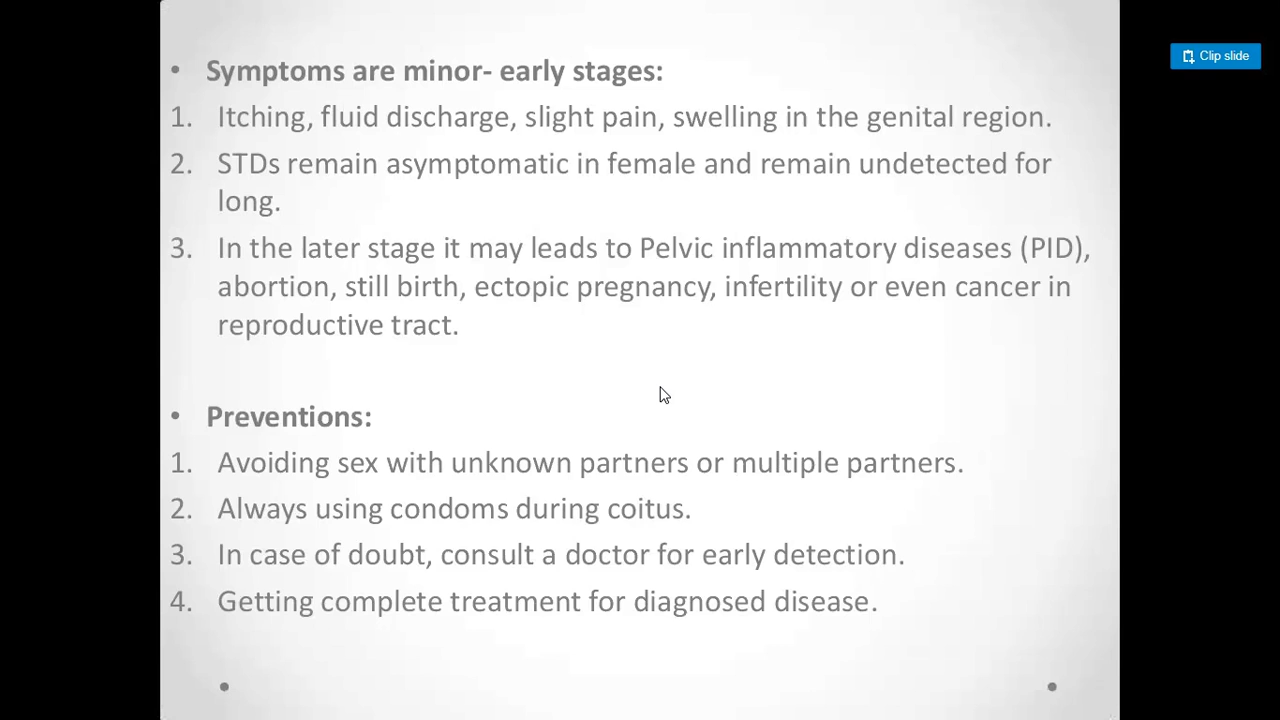 • Symptoms are minor- early stages:
1. Itching, fluid discharge, slight pain, swelling in the genital region.
2. STDs remain asymptomatic in female and remain undetected for
long.
3. In the later stage it may leads to Pelvic inflammatory diseases (PID),
abortion, still birth, ectopic pregnancy, infertility or even cancer in
reproductive tract.
• Preventions:
1. Avoiding sex with unknown partners or multiple partners.
2. Always using condoms during coitus.
3. In case of doubt, consult a doctor for early detection.
4. Getting complete treatment for diagnosed disease.
Clip slide